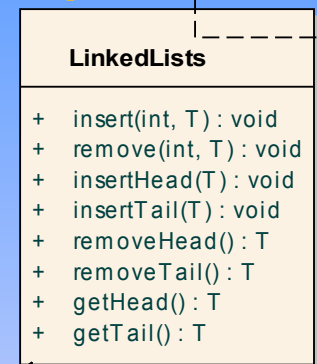 LinkedLists
+ insert(int, T) : void
+ remove(int, T) : void
+ insertHead(T) : void
+ insertTail(T) : void
+ removeHead() : T
+ removeTail() : T
+ getHead() : T
+ getTail() : T